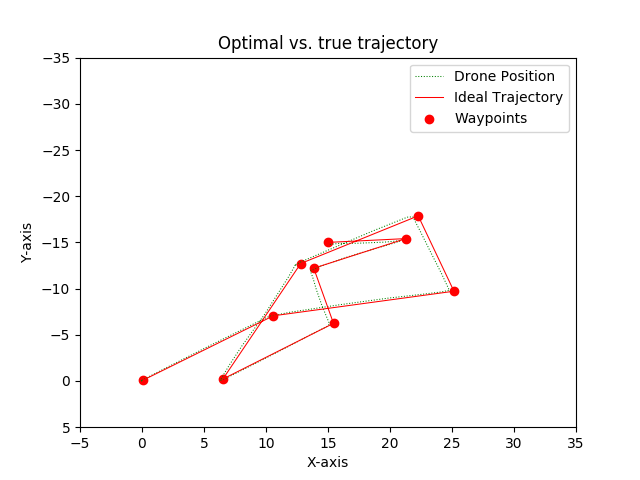 Optimal vs. true trajectory
Drone Position
Ideal Trajectory
Waypoints
Y-axis
−35
−30
−25
−20
−15
−10
−5
0
5
−5 0 5 10 15 20 25 30 35
X-axis